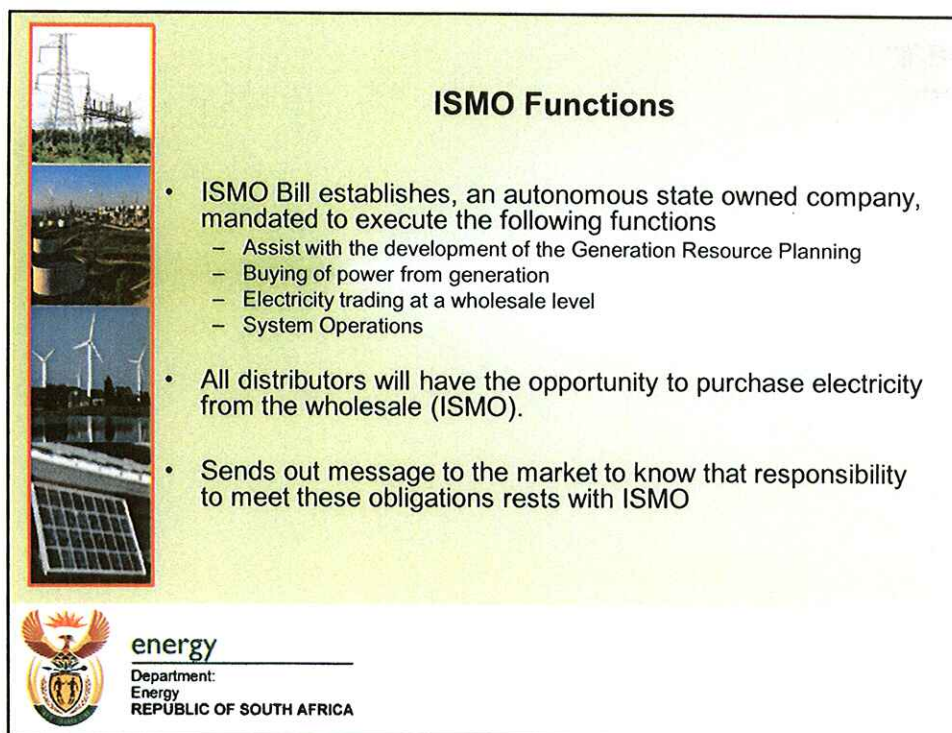 ISMO Functions
• ISMO Bill establishes, an autonomous state owned company,
mandated to execute the following functions
– Assist with the development of the Generation Resource Planning
– Buying of power from generation
– Electricity trading at a wholesale level
– System Operations
• All distributors will have the opportunity to purchase electricity
from the wholesale (ISMO).
• Sends out message to the market to know that responsibility
to meet these obligations rests with ISMO
energy
Department:
Energy
REPUBLIC OF SOUTH AFRICA